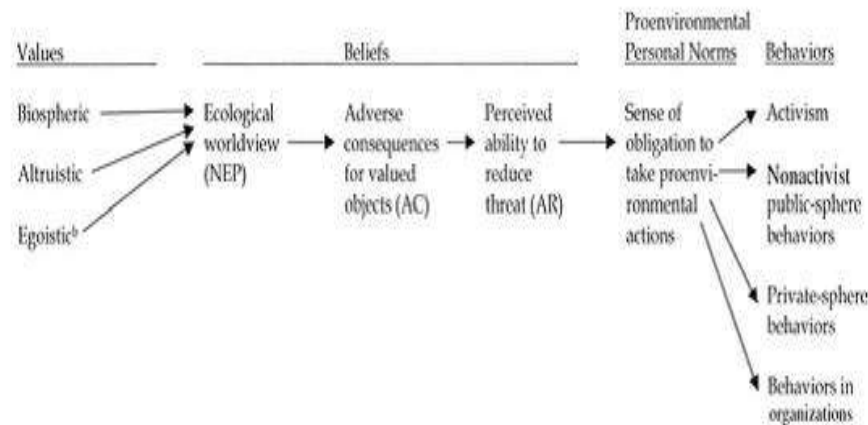 Proenvironmental
Values
Beliefs
Personal Norms
Behaviors
Biospheric
Altruistic
Egoisticᵇ
Ecological
worldview
(NEP)
Adverse
consequences
for valued
objects (AC)
Perceived
ability to
reduce
threat (AR)
Sense of
obligation to
take proenvi-
ronmental
actions
Activism
Nonactivist
public-sphere
behaviors
Private-sphere
behaviors
Behaviors in
organizations